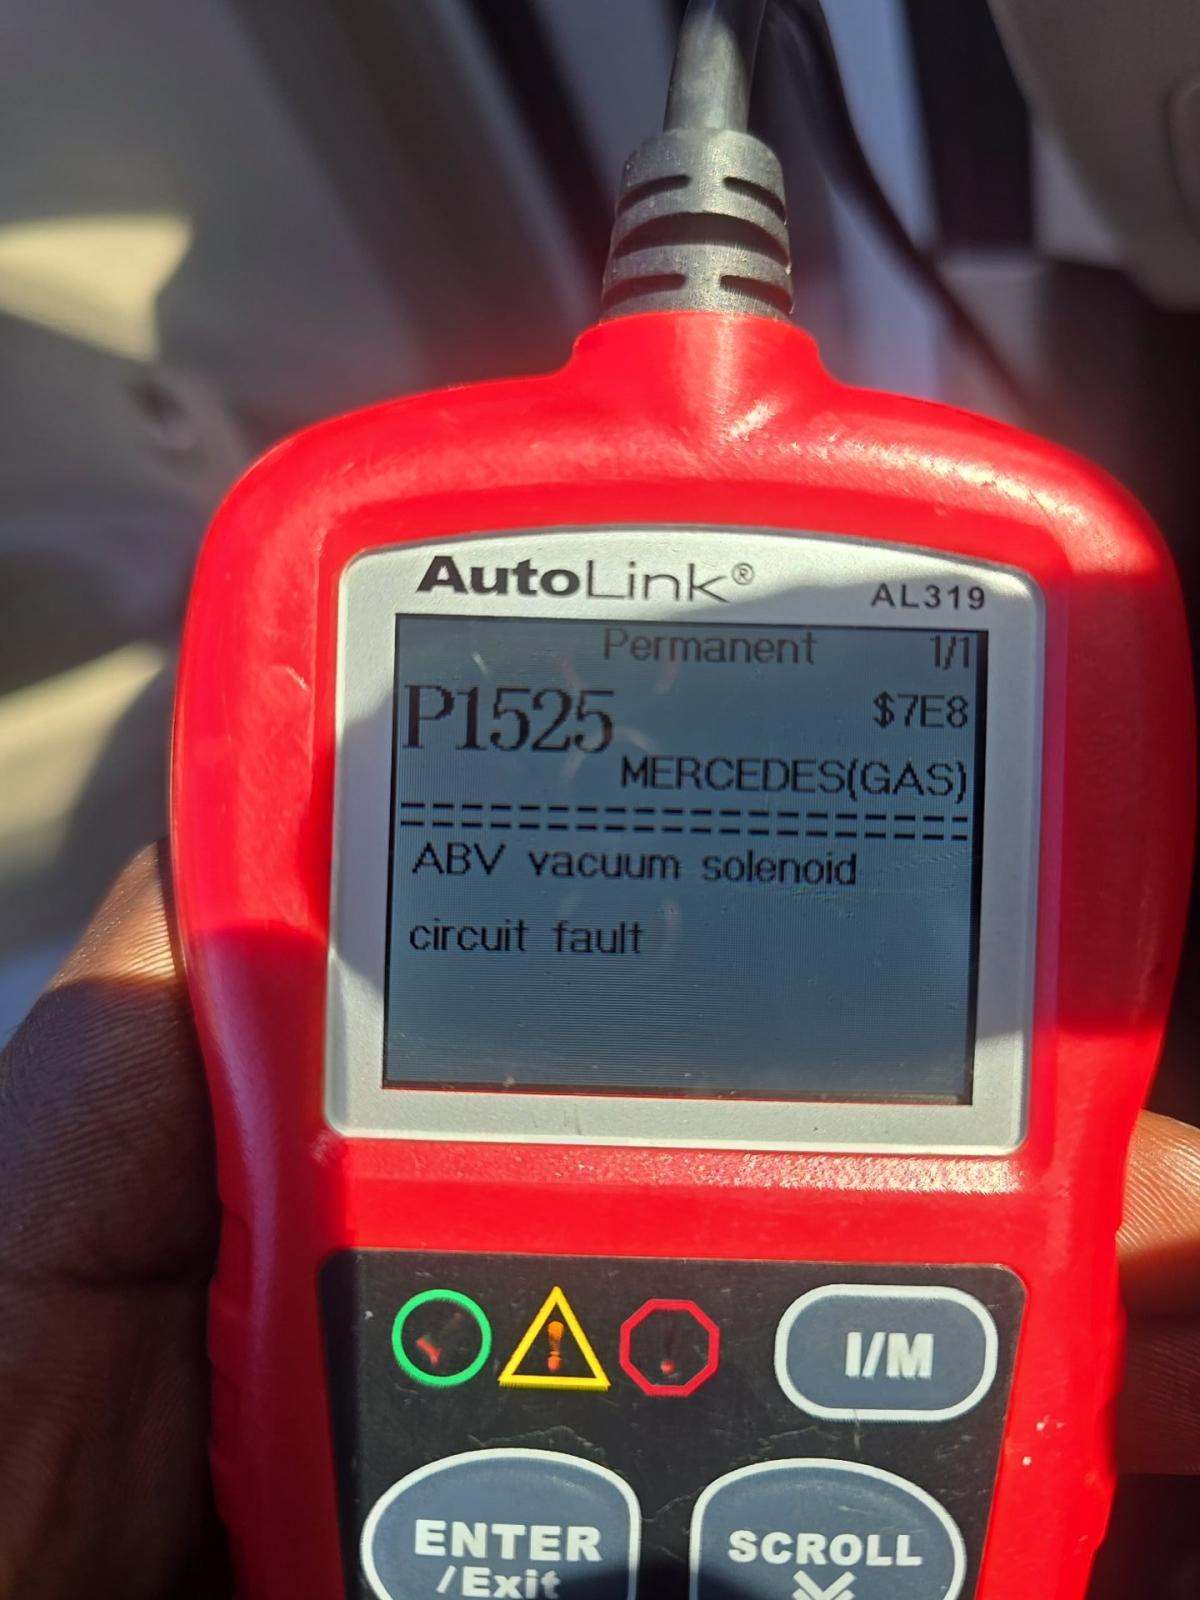 AutoLink®
AL319
Permanent 1/1
P1525 $7E8
MERCEDES(GAS)
====================
ABV vacuum solenoid
circuit fault
I/M
ENTER
/Exit
SCROLL